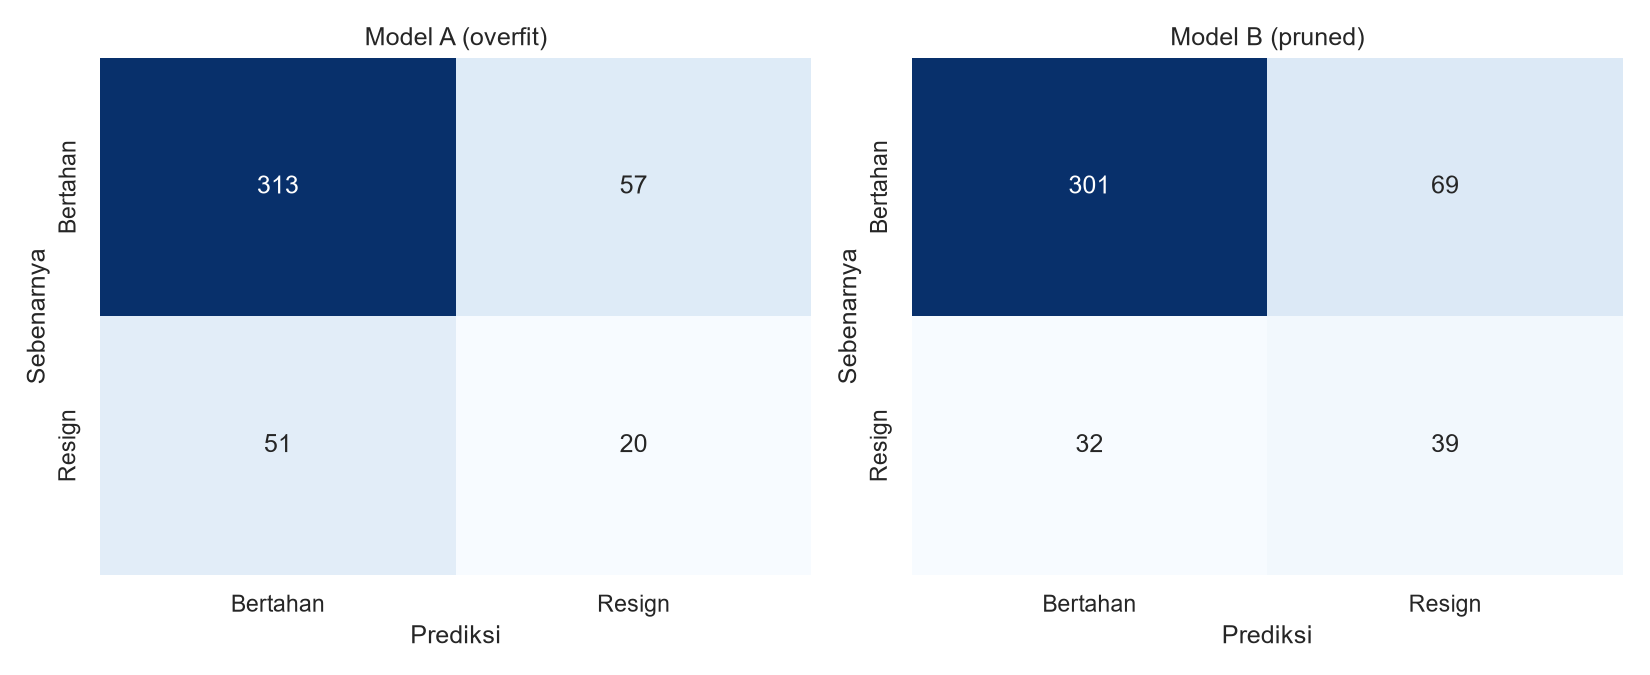 Model A (overfit)
Sebenarnya
Bertahan
313
57
Resign
51
20
Bertahan
Resign
Prediksi
Model B (pruned)
Sebenarnya
Bertahan
301
69
Resign
32
39
Bertahan
Resign
Prediksi